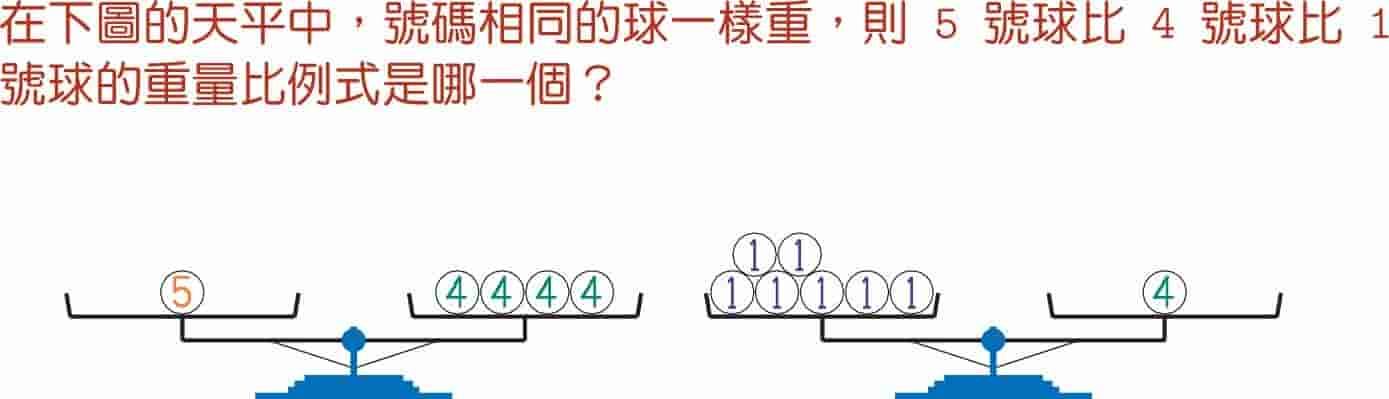 在下圖的天平中，號碼相同的球一樣重，則 5 號球比 4 號球比 1
號球的重量比例式是哪一個？
1 1
5 4 4 4 4 1 1 1 1 1 4